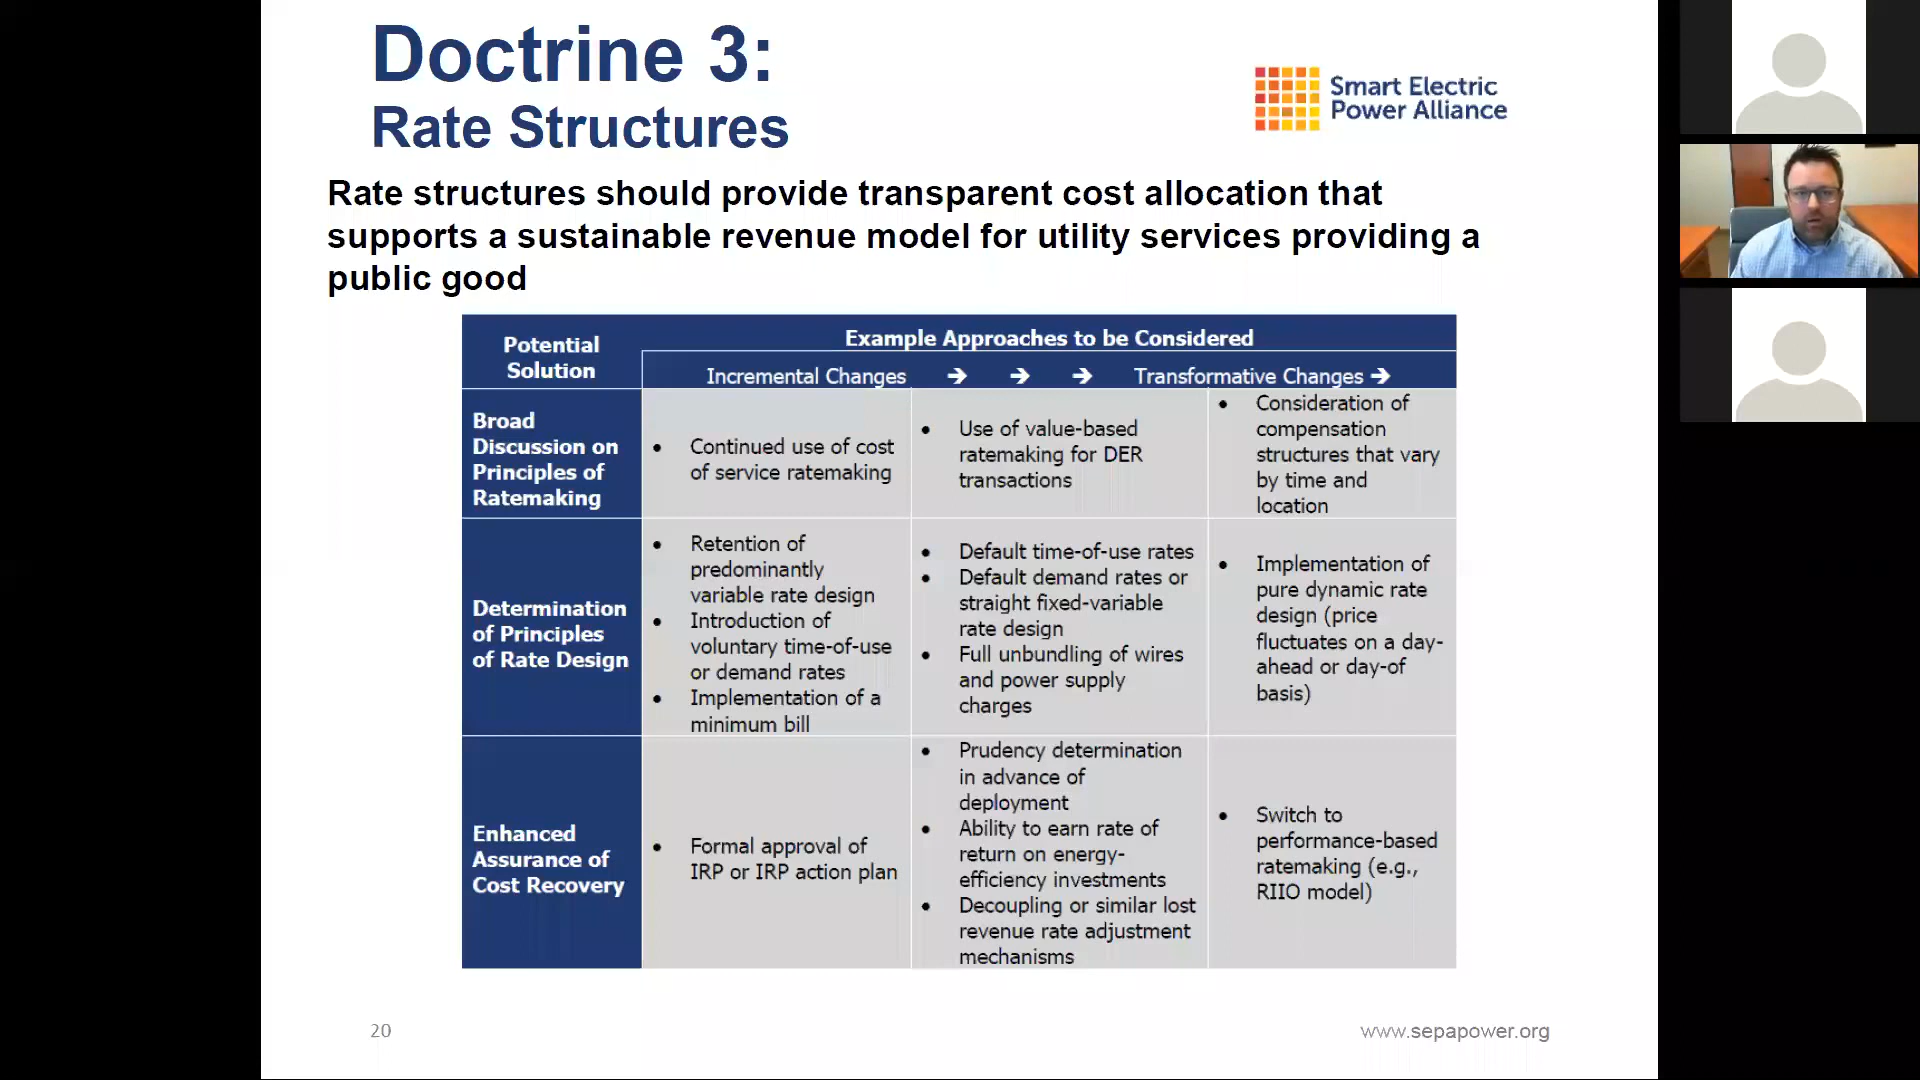 Doctrine 3:
Rate Structures
Smart Electric
Power Alliance
Rate structures should provide transparent cost allocation that
supports a sustainable revenue model for utility services providing a
public good
Potential
Solution
Example Approaches to be Considered
Incremental Changes → → → Transformative Changes →
Broad
Discussion on
Principles of
Ratemaking
• Continued use of cost
of service ratemaking
• Use of value-based
ratemaking for DER
transactions
• Consideration of
compensation
structures that vary
by time and
location
Determination
of Principles
of Rate Design
• Retention of
predominantly
variable rate design
• Introduction of
voluntary time-of-use
or demand rates
• Implementation of a
minimum bill
• Default time-of-use rates
• Default demand rates or
straight fixed-variable
rate design
• Full unbundling of wires
and power supply
charges
• Implementation of
pure dynamic rate
design (price
fluctuates on a day-
ahead or day-of
basis)
Enhanced
Assurance of
Cost Recovery
• Formal approval of
IRP or IRP action plan
• Prudency determination
in advance of
deployment
• Ability to earn rate of
return on energy-
efficiency investments
• Decoupling or similar lost
revenue rate adjustment
mechanisms
• Switch to
performance-based
ratemaking (e.g.,
RIIO model)
20
www.sepapower.org